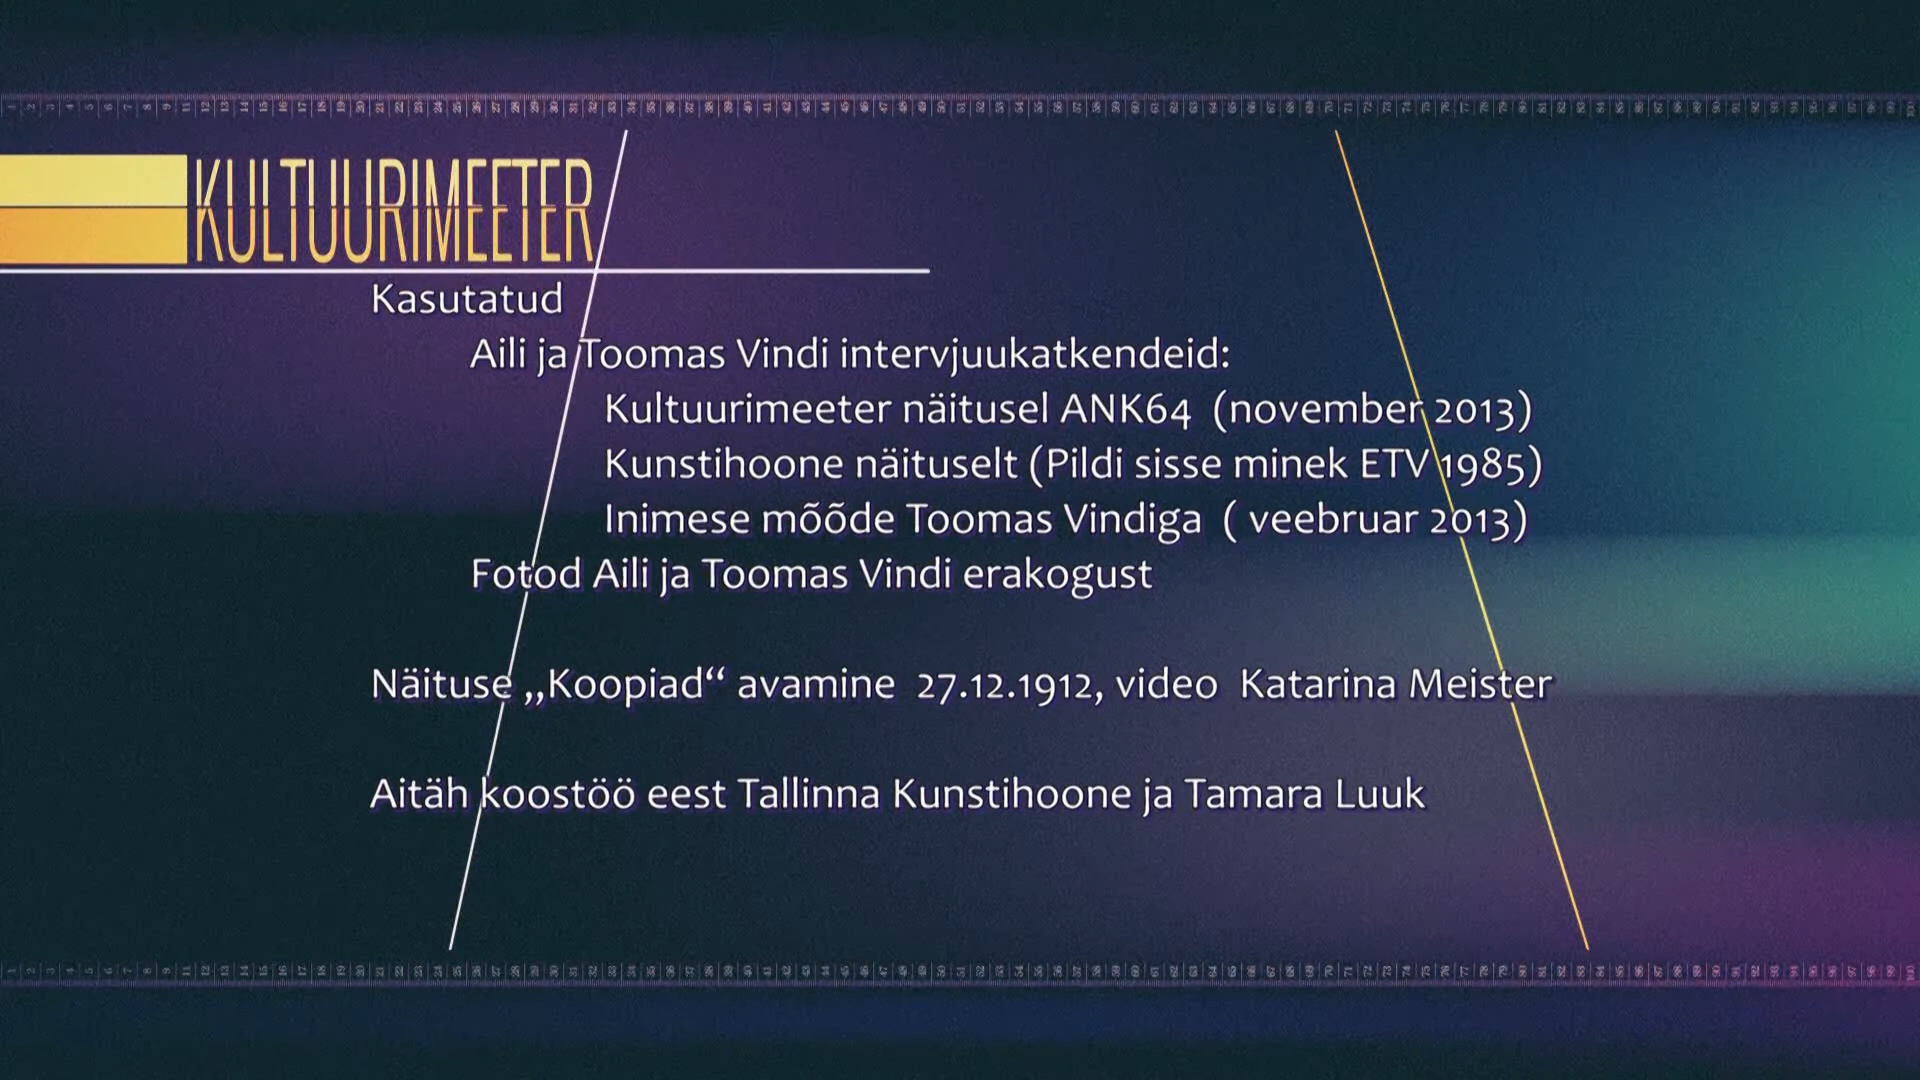 KULTUURIMEETER
Kasutatud
Aili ja Toomas Vindi intervjuukatkendeid:
Kultuurimeeter näitusel ANK64 (november 2013)
Kunstihoone näituselt (Pildi sisse minek ETV 1985)
Inimese mõõde Toomas Vindiga ( veebruar 2013)
Fotod Aili ja Toomas Vindi erakogust
Näituse „Koopiad“ avamine 27.12.1912, video Katarina Meister
Aitäh koostöö eest Tallinna Kunstihoone ja Tamara Luuk